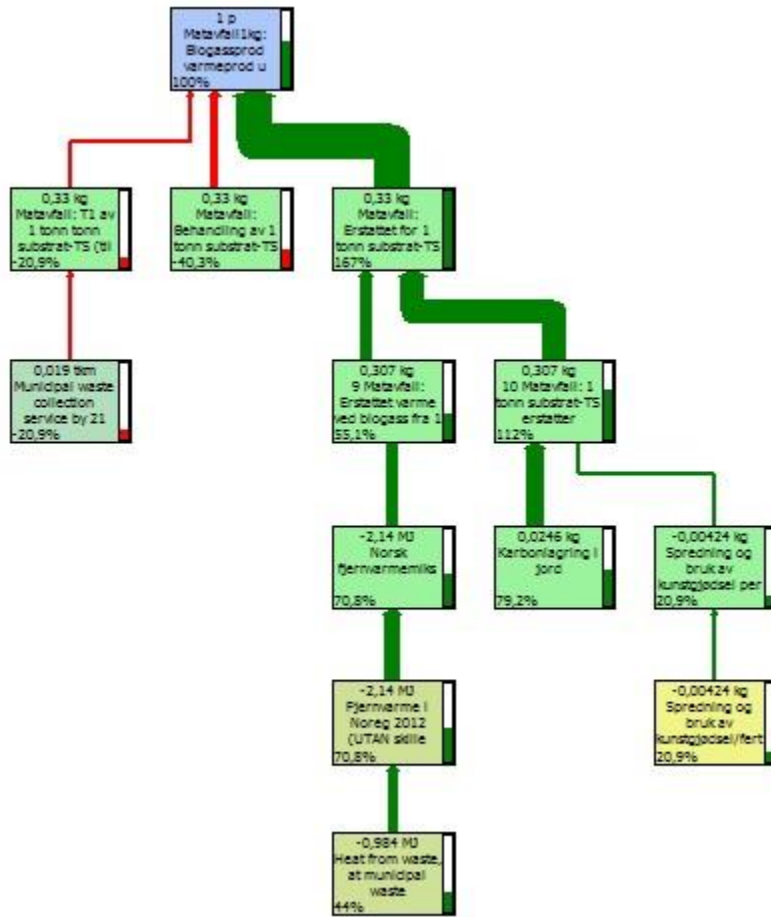 1 p
Matavfall 1kg:
Biogassprod
varmeprod u
100%
0,33 kg
Matavfall: T1 av
1 tonn tonn
substrat-TS (til
-20,9%
0,33 kg
Matavfall:
Behandling av 1
tonn substrat-TS
-40,3%
0,33 kg
Matavfall:
Erstattet for 1
tonn substrat-TS
167%
0,019 tkm
Municipal waste
collection
service by 21
-20,9%
0,307 kg
9 Matavfall:
Erstattet varme
ved biogass fra 1
55,1%
0,307 kg
10 Matavfall: 1
tonn substrat-TS
erstatter
112%
-2,14 MJ
Norsk
fjernvarmemiks
70,8%
0,0246 kg
Karbonlagring i
jord
79,2%
-0,00424 kg
Spredning og
bruk av
kunstgjødsel per
20,9%
-2,14 MJ
Fjernvarme i
Noreg 2012
(UTAN skille
70,8%
-0,00424 kg
Spredning og
bruk av
kunstgjødsel/fert
20,9%
-0,984 MJ
Heat from waste,
at municipal
waste
44%